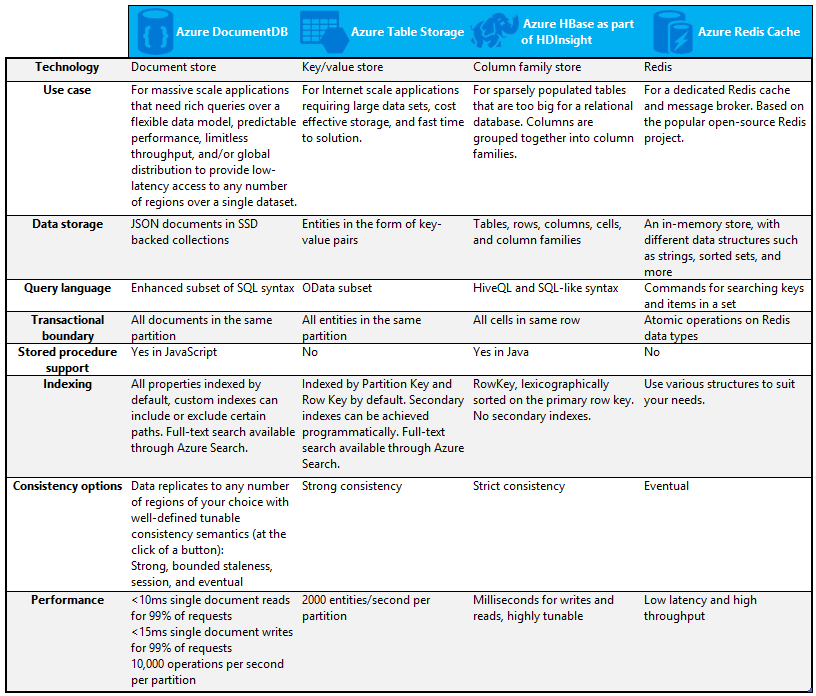 Azure DocumentDB
Azure Table Storage
Azure HBase as part
of HDInsight
Azure Redis Cache
Technology
Document store
Key/value store
Column family store
Redis
Use case
For massive scale applications
that need rich queries over a
flexible data model, predictable
performance, limitless
throughput, and/or global
distribution to provide low-
latency access to any number
of regions over a single dataset.
For Internet scale applications
requiring large data sets, cost
effective storage, and fast time
to solution.
For sparsely populated tables
that are too big for a relational
database. Columns are
grouped together into column
families.
For a dedicated Redis cache
and message broker. Based on
the popular open-source Redis
project.
Data storage
JSON documents in SSD
backed collections
Entities in the form of key-
value pairs
Tables, rows, columns, cells,
and column families
An in-memory store, with
different data structures such
as strings, sorted sets, and
more
Query language
Enhanced subset of SQL syntax
OData subset
HiveQL and SQL-like syntax
Commands for searching keys
and items in a set
Transactional
boundary
All documents in the same
partition
All entities in the same
partition
All cells in same row
Atomic operations on Redis
data types
Stored procedure
support
Yes in JavaScript
No
Yes in Java
No
Indexing
All properties indexed by
default, custom indexes can
include or exclude certain
paths. Full-text search available
through Azure Search.
Indexed by Partition Key and
Row Key by default. Secondary
indexes can be achieved
programmatically. Full-text
search available through Azure
Search.
RowKey, lexicographically
sorted on the primary row key.
No secondary indexes.
Use various structures to suit
your needs.
Consistency options
Data replicates to any number
of regions of your choice with
well-defined tunable
consistency semantics (at the
click of a button):
Strong, bounded staleness,
session, and eventual
Strong consistency
Strict consistency
Eventual
Performance
<10ms single document reads
for 99% of requests
<15ms single document writes
for 99% of requests
10,000 operations per second
per partition
2000 entities/second per
partition
Milliseconds for writes and
reads, highly tunable
Low latency and high
throughput